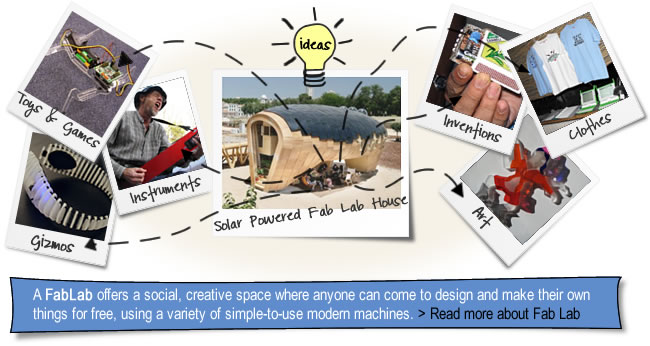 ideas
Toys & Games
Instruments
Gizmos
Solar Powered Fab Lab House
Inventions
Clothes
Art
A FabLab offers a social, creative space where anyone can come to design and make their own
things for free, using a variety of simple-to-use modern machines. > Read more about Fab Lab